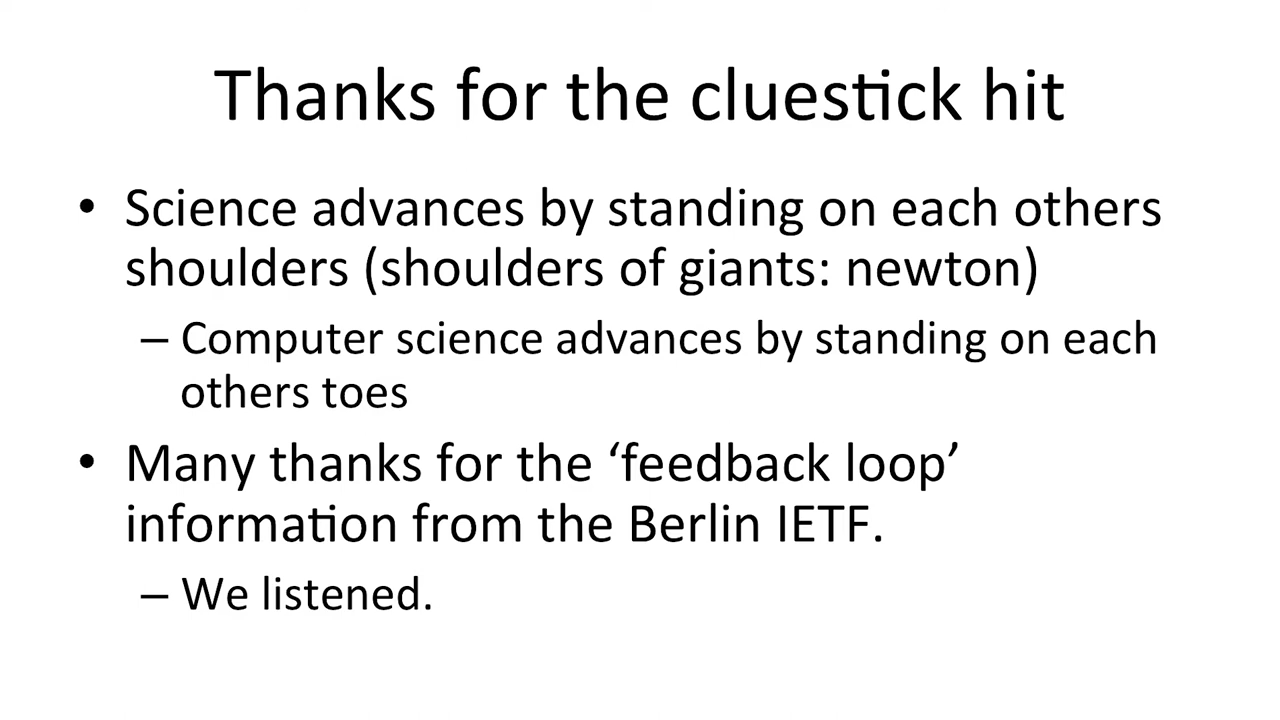 Thanks for the cluestick hit
• Science advances by standing on each others
shoulders (shoulders of giants: newton)
– Computer science advances by standing on each
others toes
• Many thanks for the ‘feedback loop’
information from the Berlin IETF.
– We listened.